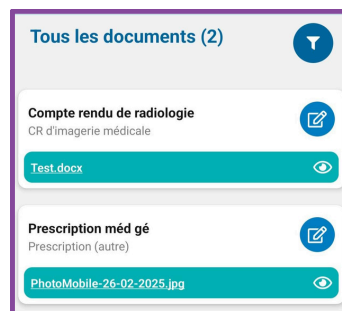 Tous les documents (2)
Compte rendu de radiologie
CR d'imagerie médicale
Test.docx
Prescription méd gé
Prescription (autre)
PhotoMobile-26-02-2025.jpg